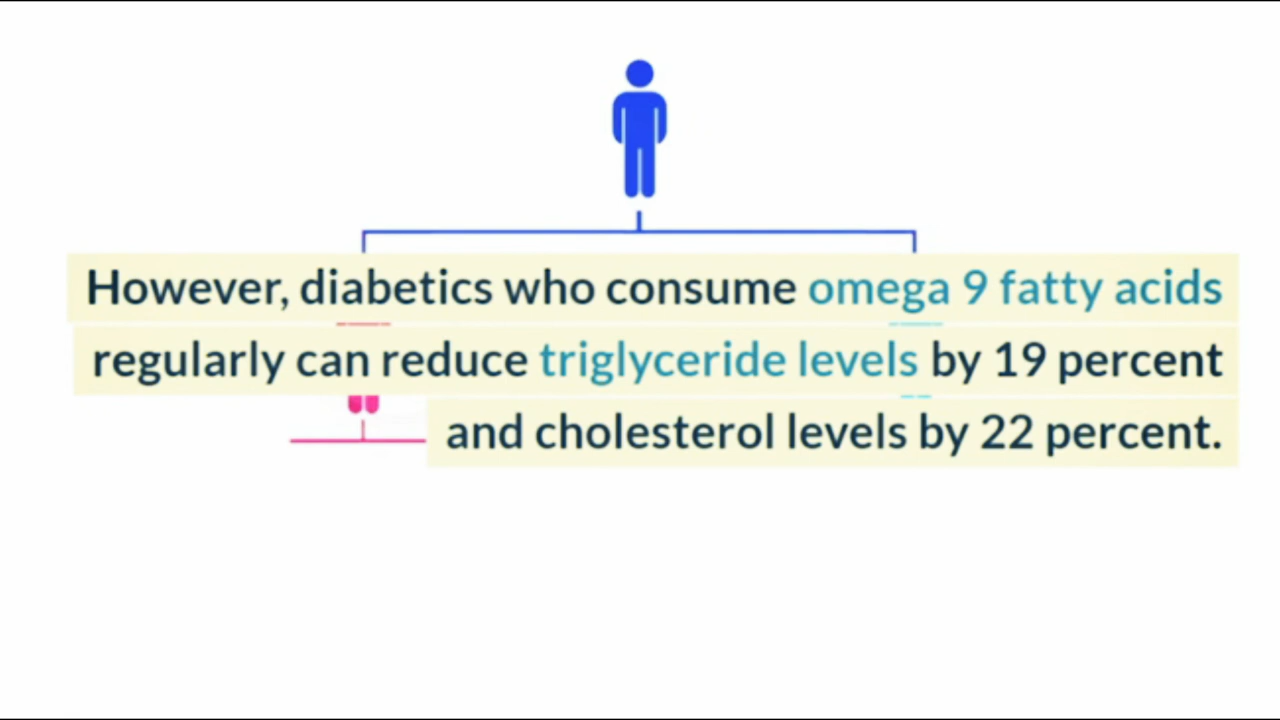 However, diabetics who consume omega 9 fatty acids
regularly can reduce triglyceride levels by 19 percent
and cholesterol levels by 22 percent.